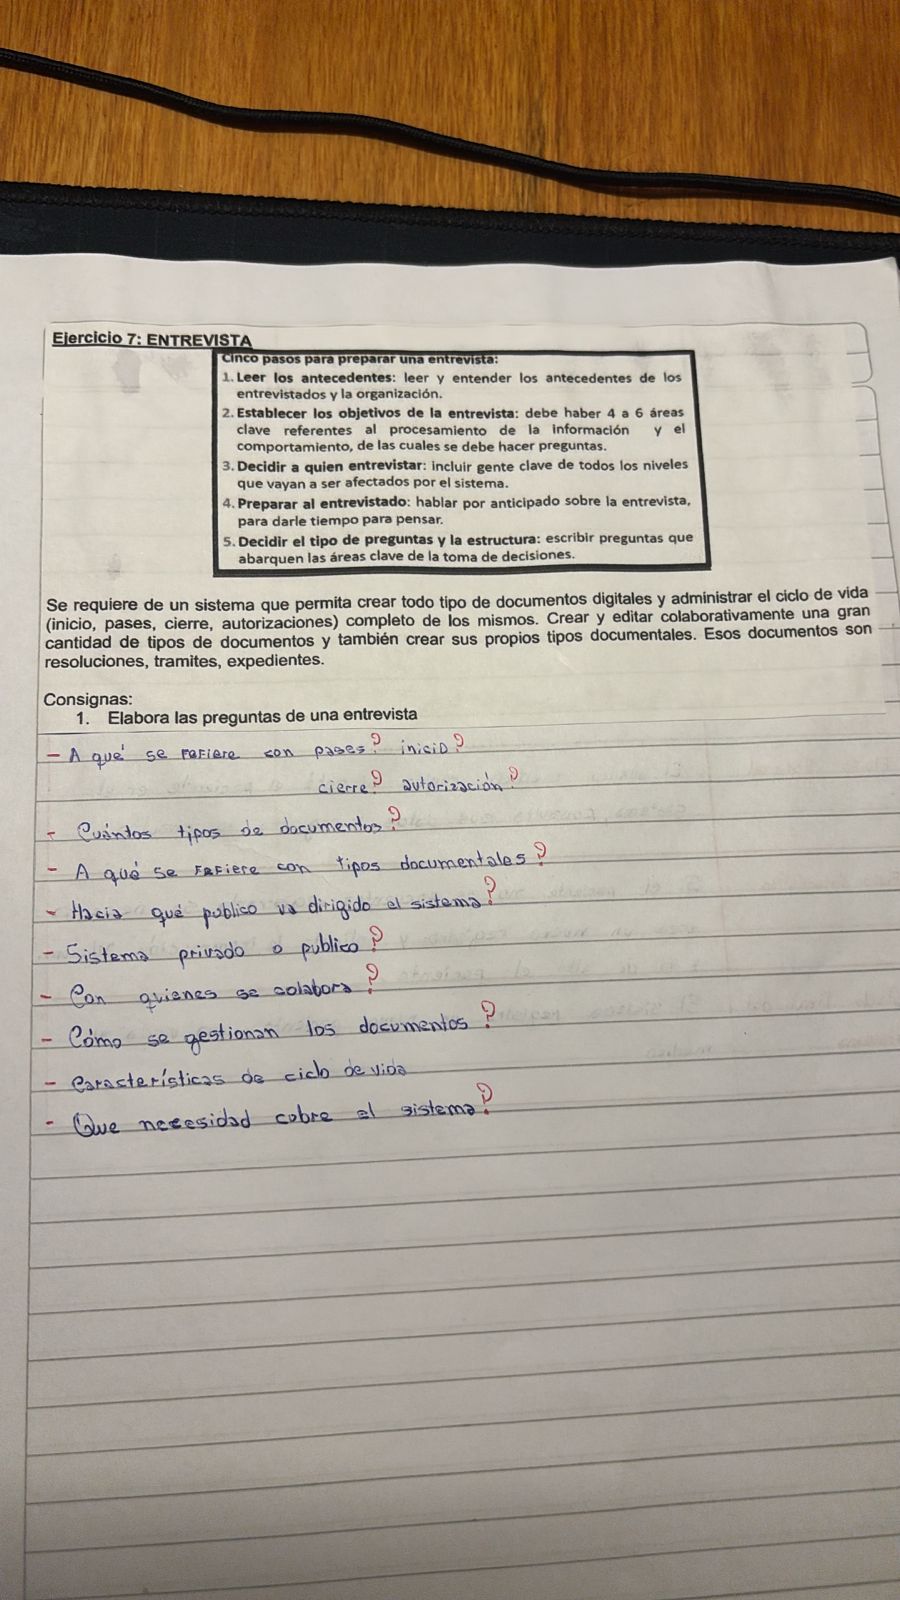 Ejercicio 7: ENTREVISTA
Cinco pasos para preparar una entrevista:
1. Leer los antecedentes: leer y entender los antecedentes de los
entrevistados y la organización.
2. Establecer los objetivos de la entrevista: debe haber 4 a 6 áreas
clave referentes al procesamiento de la información y el
comportamiento, de las cuales se debe hacer preguntas.
3. Decidir a quien entrevistar: incluir gente clave de todos los niveles
que vayan a ser afectados por el sistema.
4. Preparar al entrevistado: hablar por anticipado sobre la entrevista,
para darle tiempo para pensar.
5. Decidir el tipo de preguntas y la estructura: escribir preguntas que
abarquen las áreas clave de la toma de decisiones.
Se requiere de un sistema que permita crear todo tipo de documentos digitales y administrar el ciclo de vida
(inicio, pases, cierre, autorizaciones) completo de los mismos. Crear y editar colaborativamente una gran
cantidad de tipos de documentos y también crear sus propios tipos documentales. Esos documentos son
resoluciones, tramites, expedientes.
Consignas:
1. Elabora las preguntas de una entrevista
- A qué se refiere con pases? inicio?
cierre? autorización?
- Cuántos tipos de documentos?
- A qué se refiere con tipos documentales?
- Hacia qué publico va dirigido el sistema?
- Sistema privado o publico?
- Con quienes se colabora?
- Cómo se gestionan los documentos?
- Características de ciclo de vida
- Que necesidad cubre el sistema?